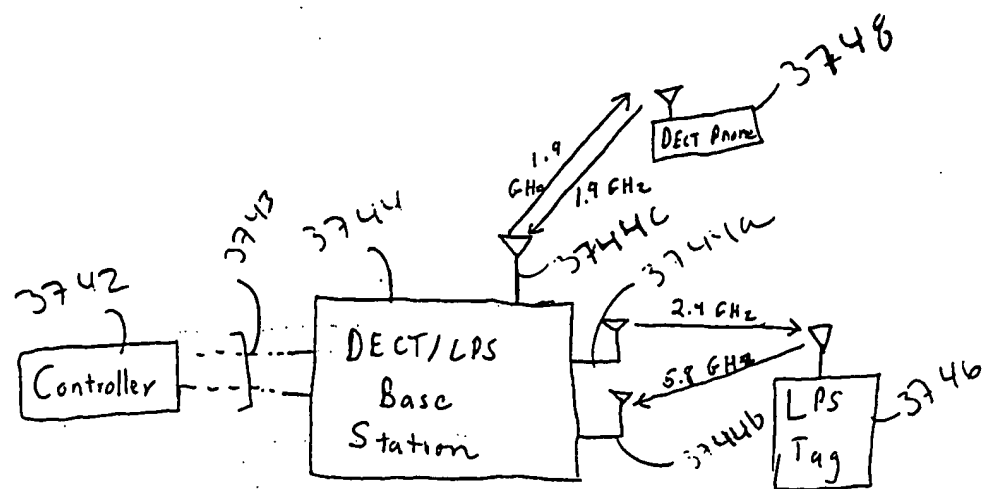 3748
DECT Phone
1.9
GHz
1.9 GHz
3744c
3744a
3743
3744
3742
2.4 GHz
DECT/LPS
Base
Station
Controller
5.8 GHz
LPS
Tag
3746
3744b